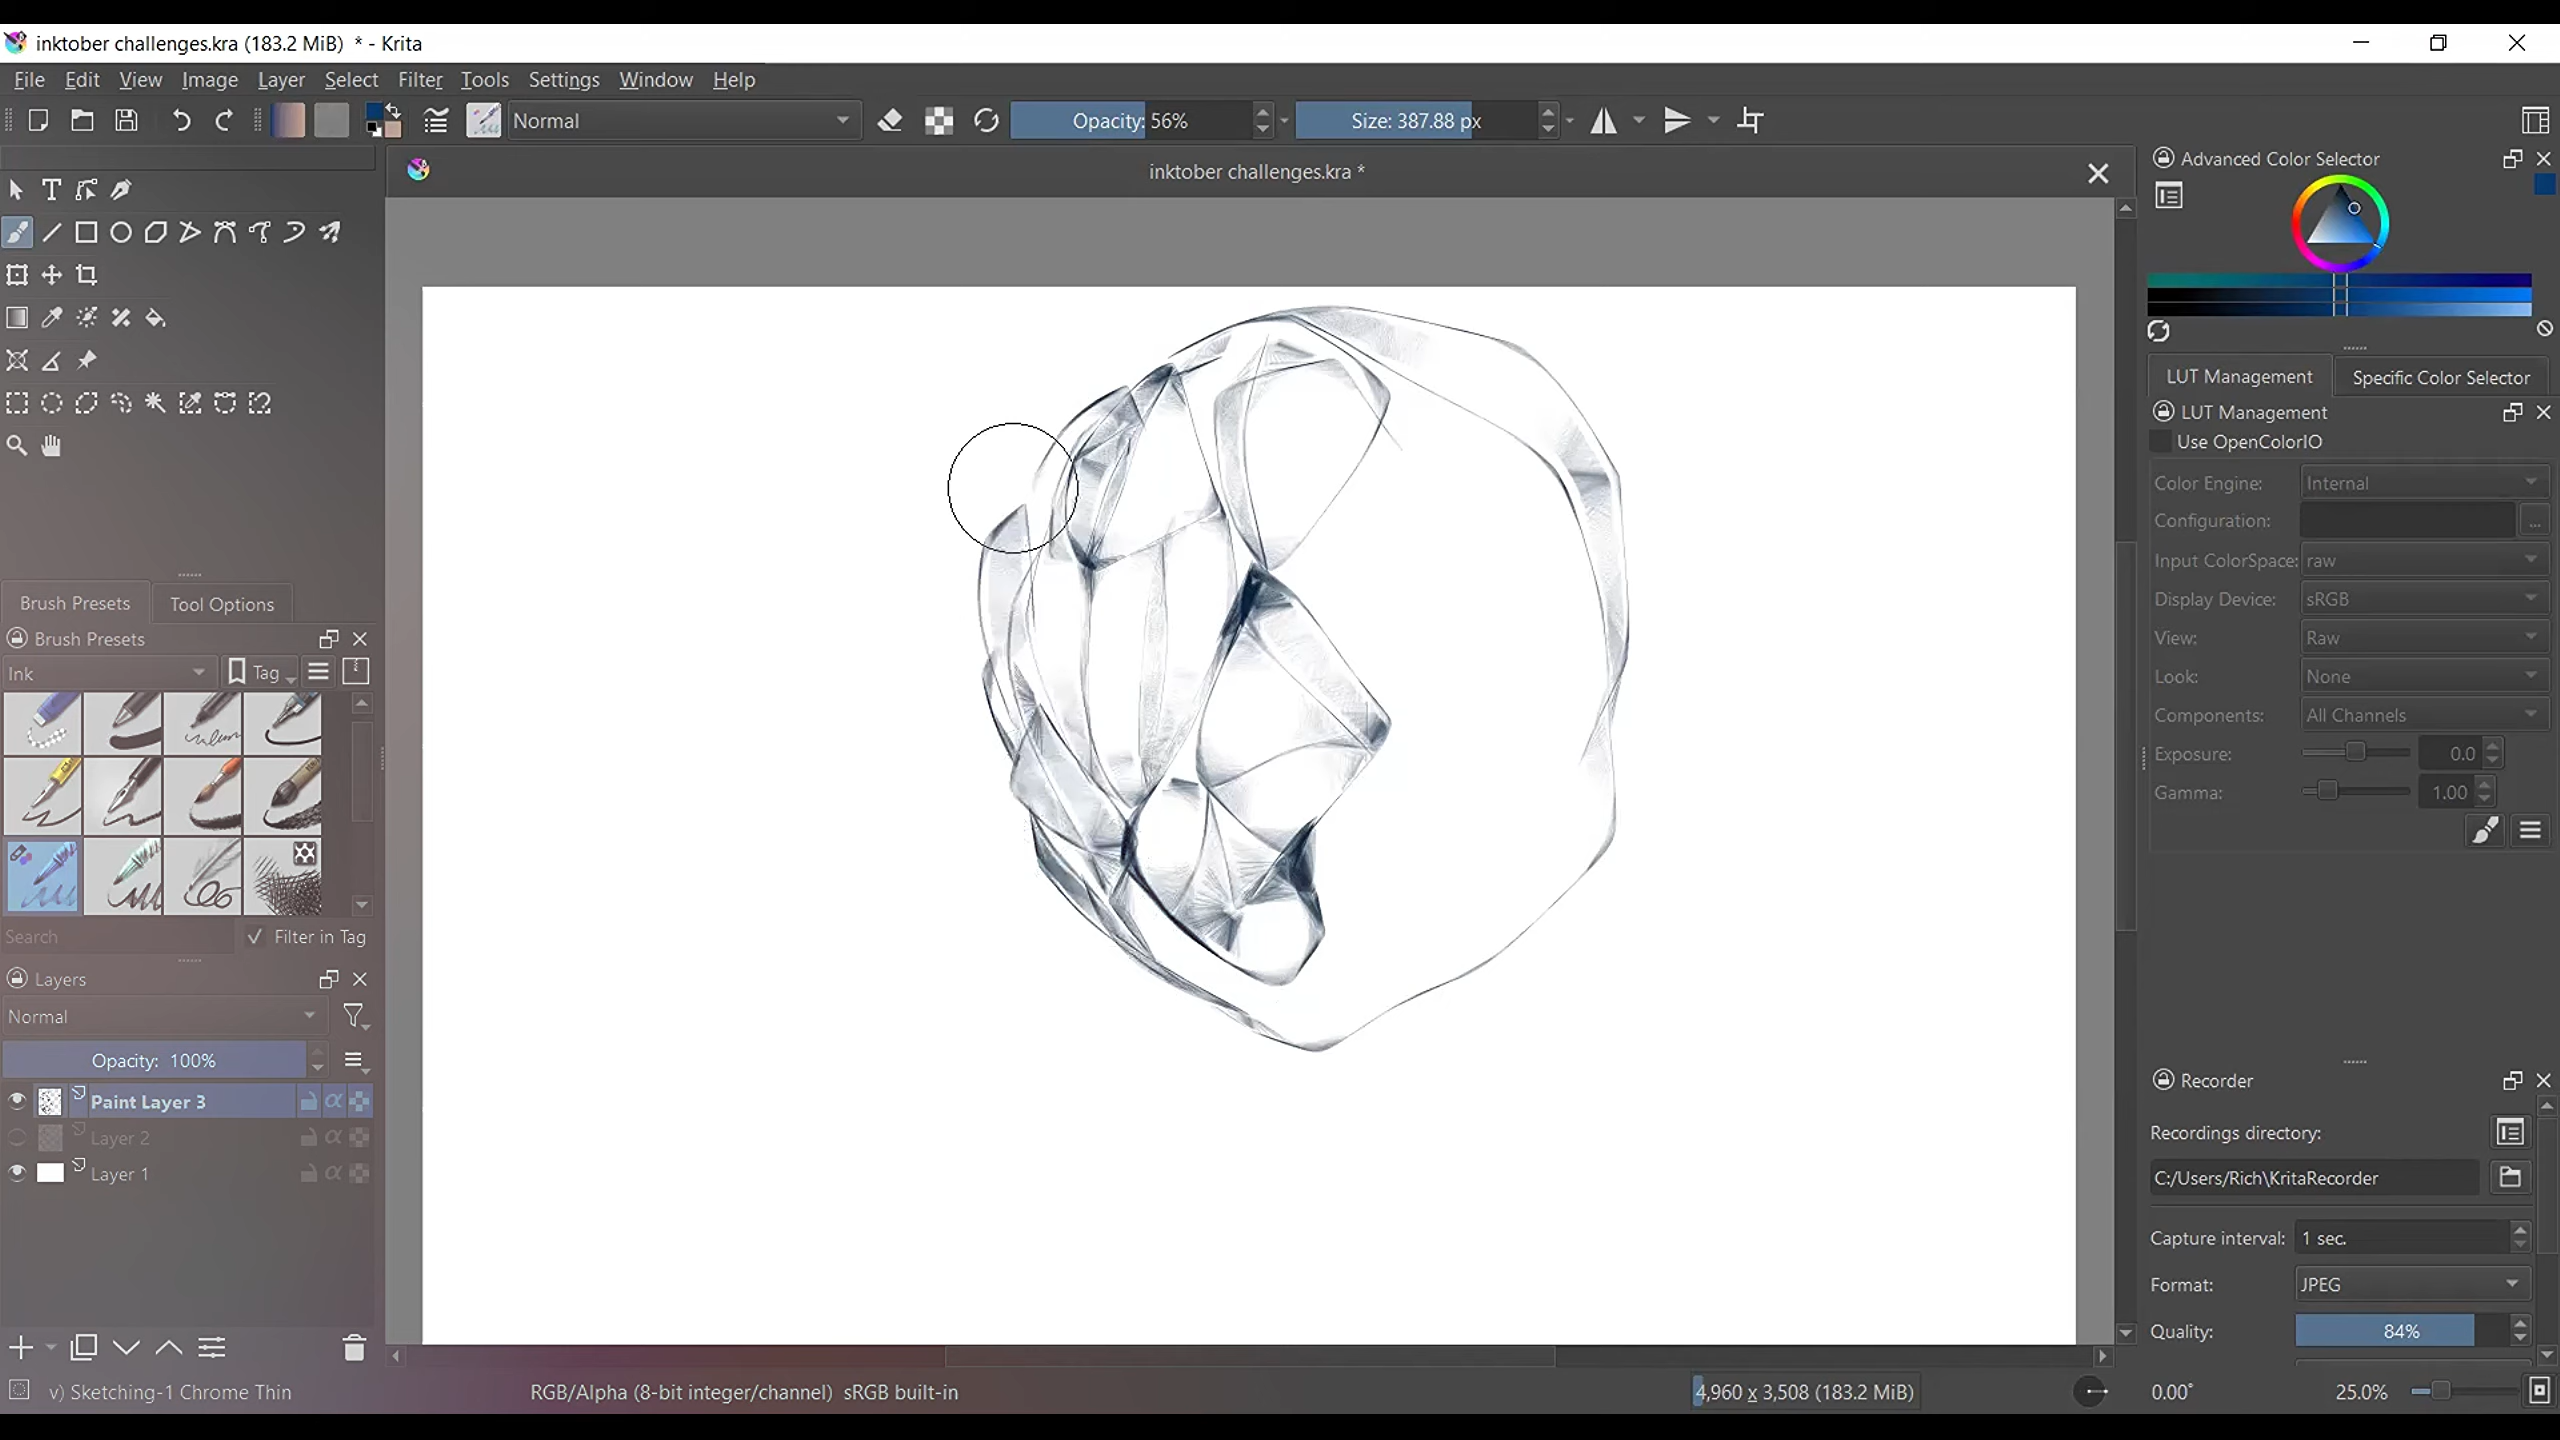 inktober challenges.kra (183.2 MiB) * - Krita
File Edit View Image Layer Select Filter Tools Settings Window Help
Normal
Opacity: 56%
Size: 387.88 px
inktober challenges.kra *
Brush Presets Tool Options
Brush Presets
Ink
Tag
Search
Filter in Tag
Layers
Normal
Opacity: 100%
Paint Layer 3
Layer 2
Layer 1
v) Sketching-1 Chrome Thin
RGB/Alpha (8-bit integer/channel) sRGB built-in
4,960 x 3,508 (183.2 MiB)
0.00°
25.0%
Advanced Color Selector
LUT Management Specific Color Selector
LUT Management
Use OpenColorIO
Color Engine: Internal
Configuration: ...
Input ColorSpace: raw
Display Device: sRGB
View: Raw
Look: None
Components: All Channels
Exposure: 0.0
Gamma: 1.00
Recorder
Recordings directory:
C:/Users/Rich\KritaRecorder
Capture interval: 1 sec.
Format: JPEG
Quality: 84%